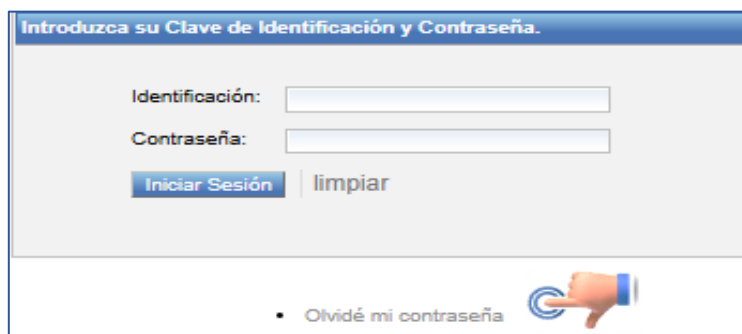 Introduzca su Clave de Identificación y Contraseña.
Identificación:
Contraseña:
Iniciar Sesión limpiar
• Olvidé mi contraseña